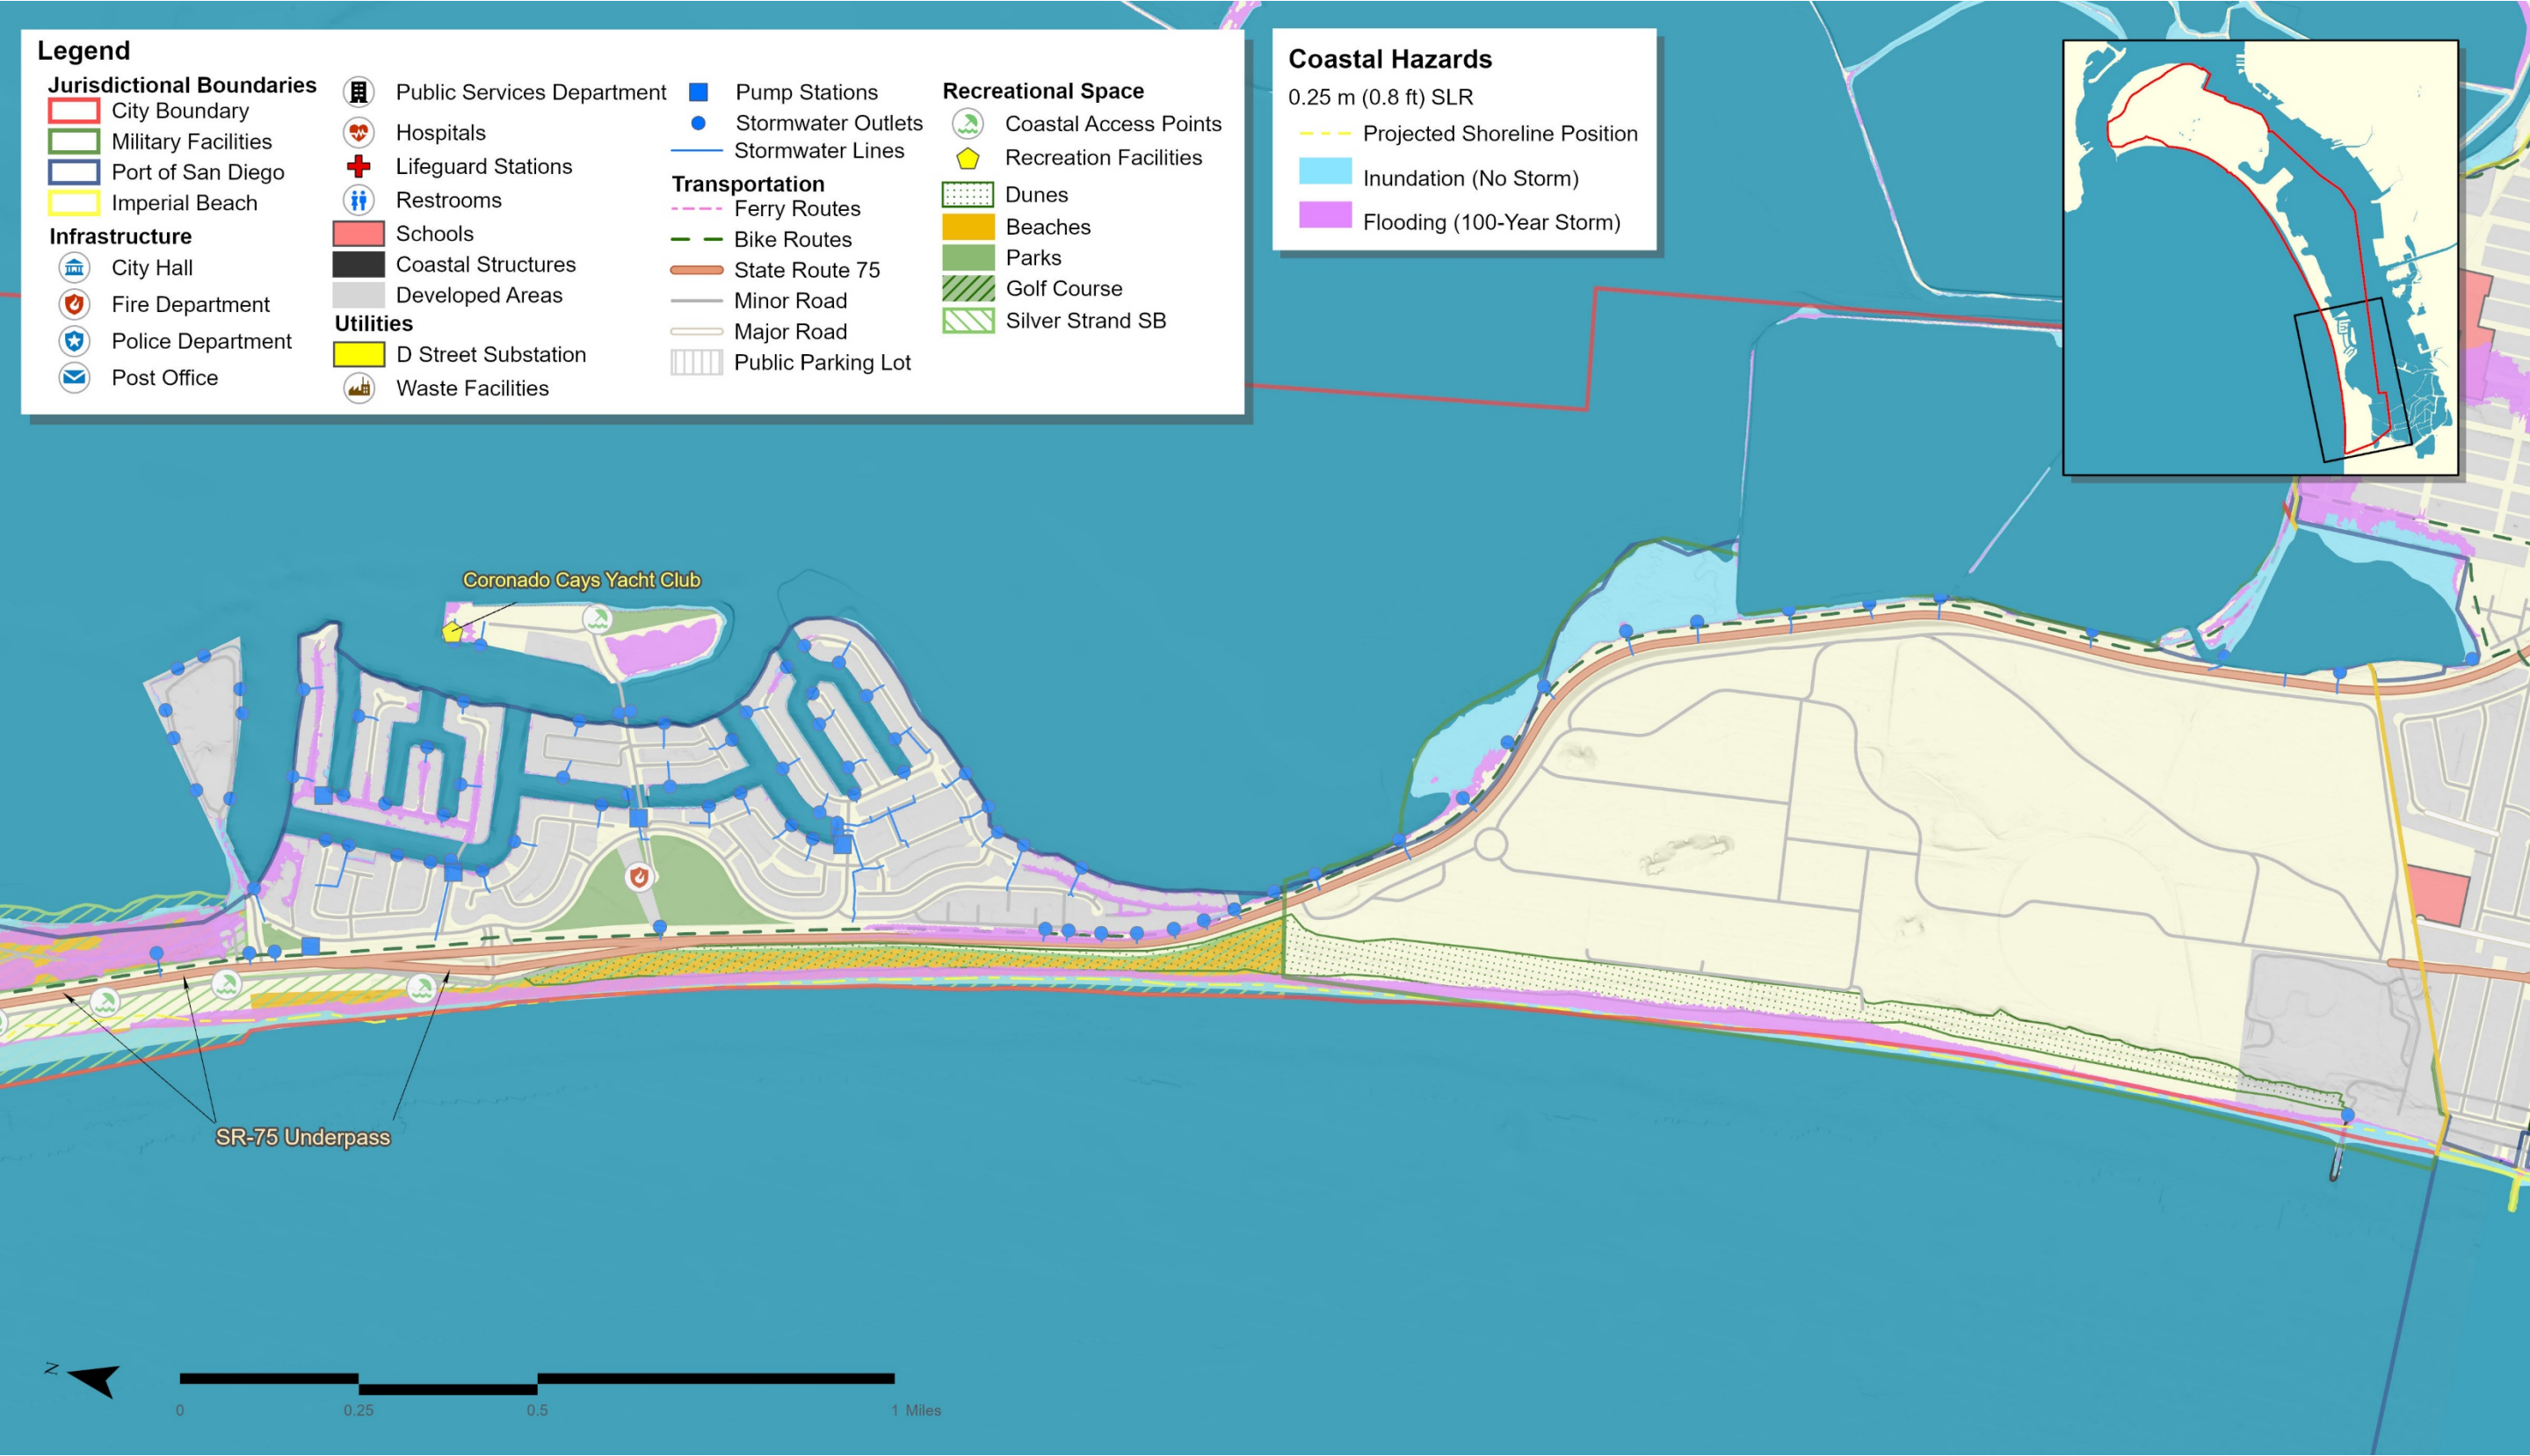 Legend
Jurisdictional Boundaries
City Boundary
Military Facilities
Port of San Diego
Imperial Beach
Infrastructure
City Hall
Fire Department
Police Department
Post Office
Public Services Department
Hospitals
Lifeguard Stations
Restrooms
Schools
Coastal Structures
Developed Areas
Utilities
D Street Substation
Waste Facilities
Pump Stations
Stormwater Outlets
Stormwater Lines
Transportation
Ferry Routes
Bike Routes
State Route 75
Minor Road
Major Road
Public Parking Lot
Recreational Space
Coastal Access Points
Recreation Facilities
Dunes
Beaches
Parks
Golf Course
Silver Strand SB
Coastal Hazards
0.25 m (0.8 ft) SLR
Projected Shoreline Position
Inundation (No Storm)
Flooding (100-Year Storm)
Coronado Cays Yacht Club
SR-75 Underpass
N
0 0.25 0.5 1 Miles